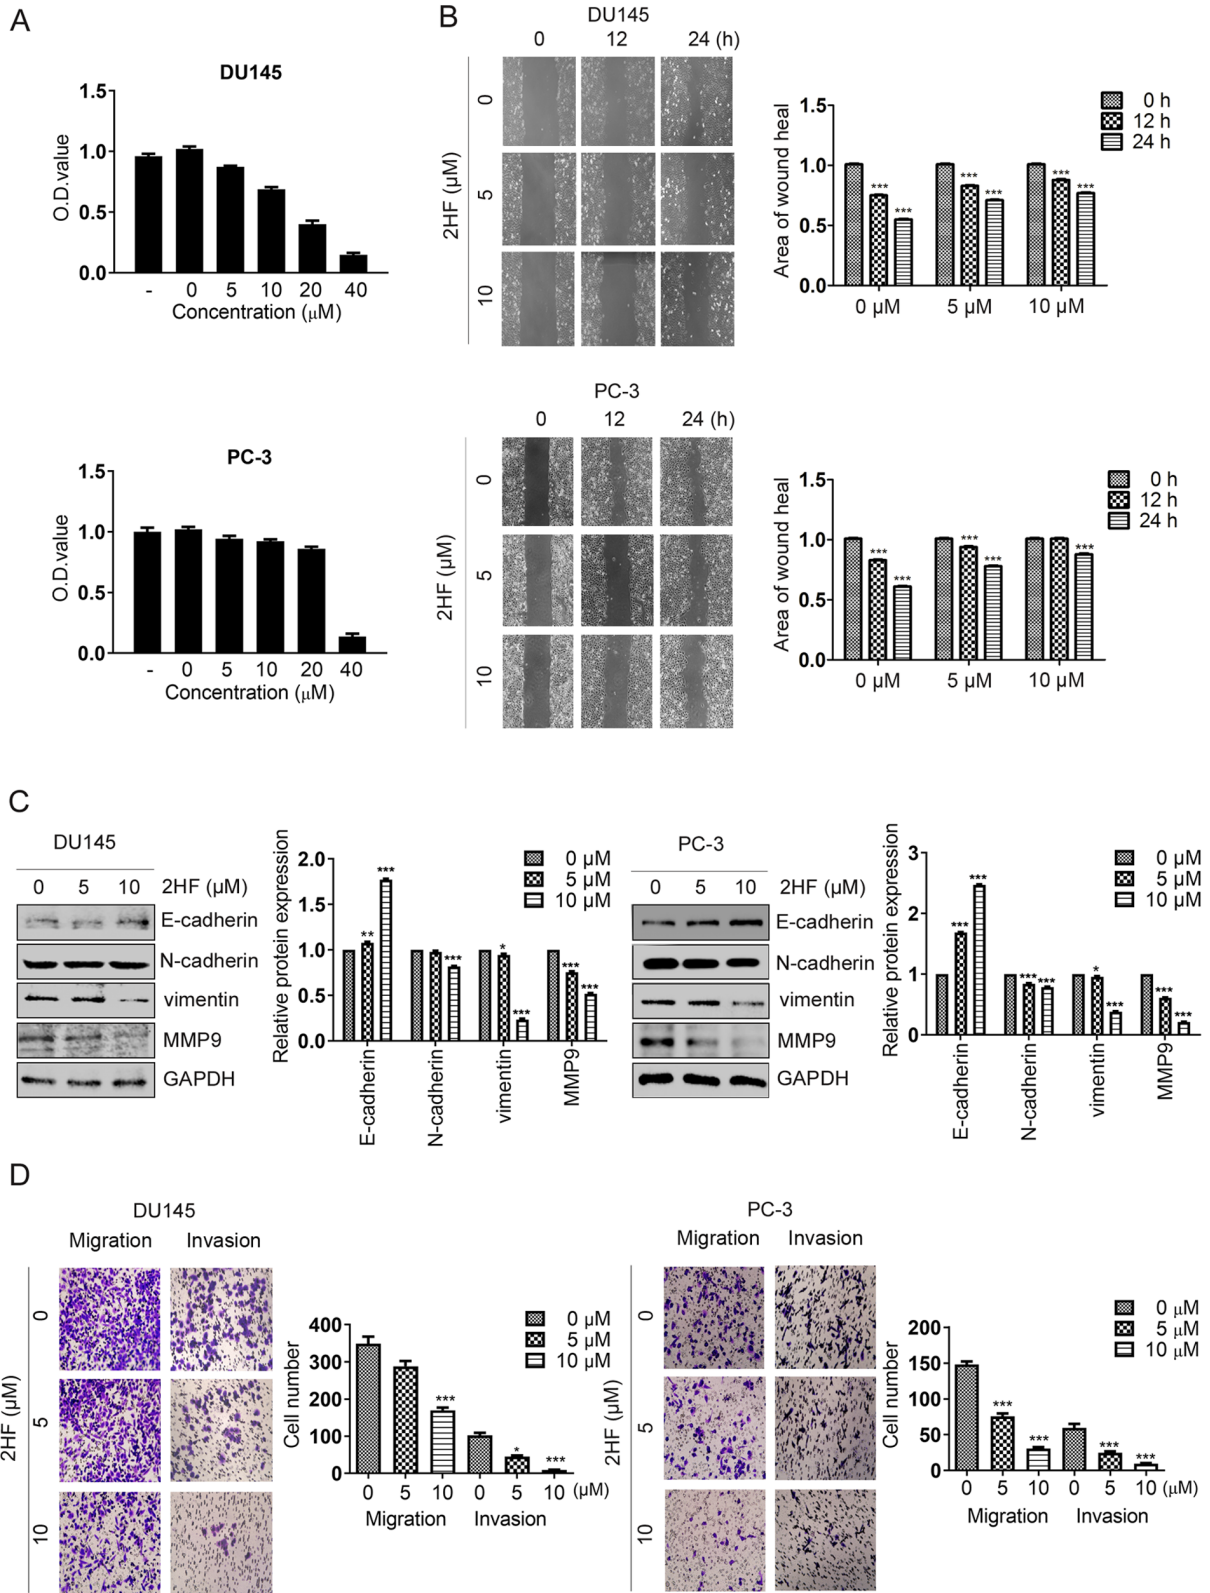 A
DU145
1.5
1.0
0.5
0.0
O.D.value
- 0 5 10 20 40
Concentration (μM)
PC-3
1.5
1.0
0.5
0.0
O.D.value
- 0 5 10 20 40
Concentration (μM)
B
DU145
0 12 24 (h)
2HF (μM)
0
5
10
Area of wound heal
1.5
1.0
0.5
0.0
0 h
12 h
24 h
*** *** *** *** *** ***
0 μM 5 μM 10 μM
PC-3
0 12 24 (h)
2HF (μM)
0
5
10
Area of wound heal
1.5
1.0
0.5
0.0
0 h
12 h
24 h
*** *** *** *** ***
0 μM 5 μM 10 μM
C
DU145
0 5 10 2HF (μM)
E-cadherin
N-cadherin
vimentin
MMP9
GAPDH
Relative protein expression
2.0
1.5
1.0
0.5
0.0
0 μM
5 μM
10 μM
** *** *** * *** *** ***
E-cadherin
N-cadherin
vimentin
MMP9
PC-3
0 5 10 2HF (μM)
E-cadherin
N-cadherin
vimentin
MMP9
GAPDH
Relative protein expression
3
2
1
0
0 μM
5 μM
10 μM
*** *** *** *** * *** *** ***
E-cadherin
N-cadherin
vimentin
MMP9
D
DU145
Migration Invasion
2HF (μM)
0
5
10
Cell number
400
300
200
100
0
0 μM
5 μM
10 μM
*** * ***
0 5 10 0 5 10 (μM)
Migration Invasion
PC-3
Migration Invasion
2HF (μM)
0
5
10
Cell number
200
150
100
50
0
0 μM
5 μM
10 μM
*** *** *** ***
0 5 10 0 5 10 (μM)
Migration Invasion